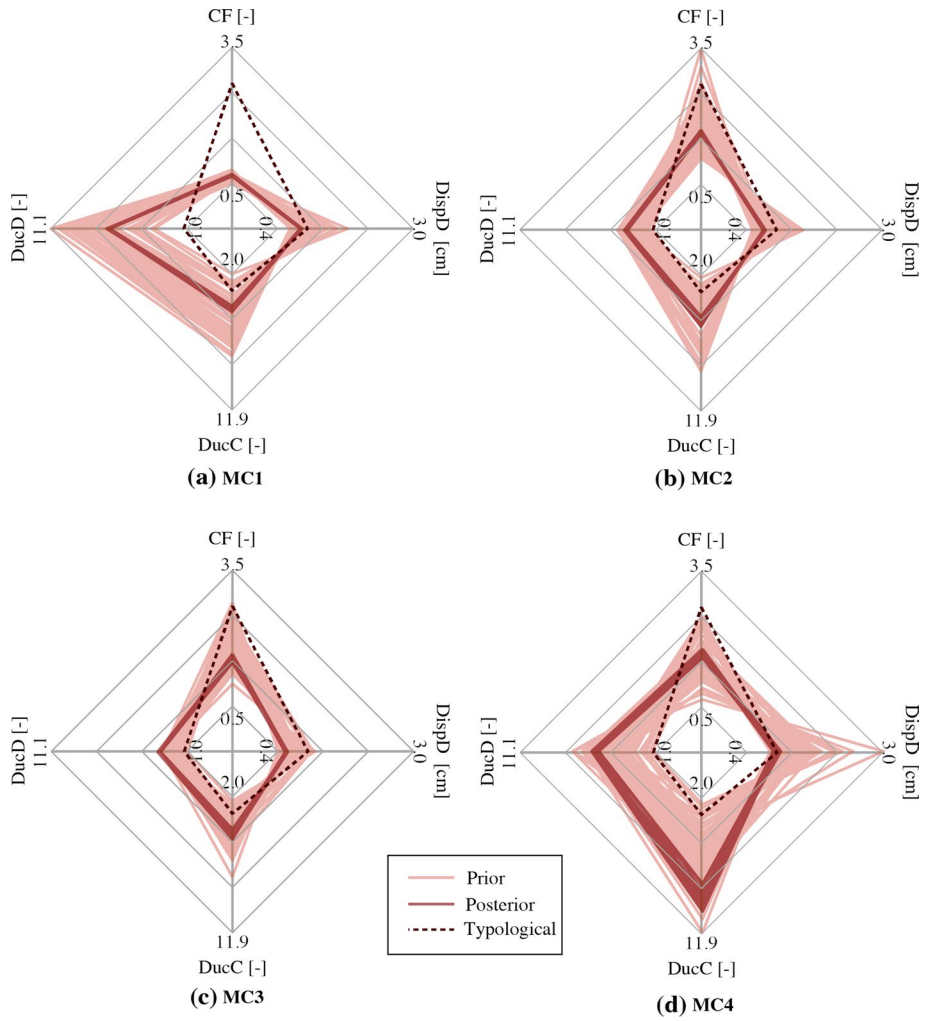 CF [-]
3.5
DucD [-]
11.1
0.5
1.0
0.4
2.0
DispD [cm]
3.0
11.9
DucC [-]
(a) MC1
CF [-]
3.5
DucD [-]
11.1
0.5
1.0
0.4
2.0
DispD [cm]
3.0
11.9
DucC [-]
(b) MC2
CF [-]
3.5
DucD [-]
11.1
0.5
1.0
0.4
2.0
DispD [cm]
3.0
11.9
DucC [-]
(c) MC3
CF [-]
3.5
DucD [-]
11.1
0.5
1.0
0.4
2.0
DispD [cm]
3.0
11.9
DucC [-]
(d) MC4
Prior
Posterior
Typological